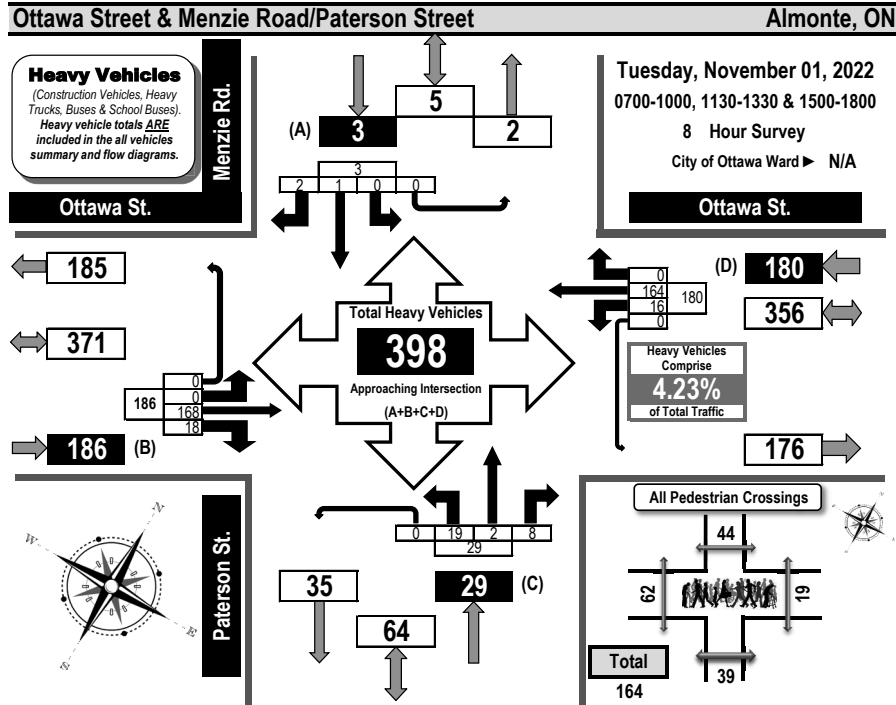 Ottawa Street & Menzie Road/Paterson Street
Almonte, ON
Heavy Vehicles
(Construction Vehicles, Heavy
Trucks, Buses & School Buses).
Heavy vehicle totals ARE
included in the all vehicles
summary and flow diagrams.
Menzie Rd.
Ottawa St.
5
(A) 3
2
3
2 1 0 0
Tuesday, November 01, 2022
0700-1000, 1130-1330 & 1500-1800
8 Hour Survey
City of Ottawa Ward ► N/A
Ottawa St.
185
371
0
0
168
18
186
186 (B)
Total Heavy Vehicles
398
Approaching Intersection
(A+B+C+D)
0
164
16
0
180
(D) 180
356
Heavy Vehicles
Comprise
4.23%
of Total Traffic
176
N
W
E
S
Paterson St.
0 19 2 8
29
35
29 (C)
64
All Pedestrian Crossings
44
62
19
39
Total
164
N